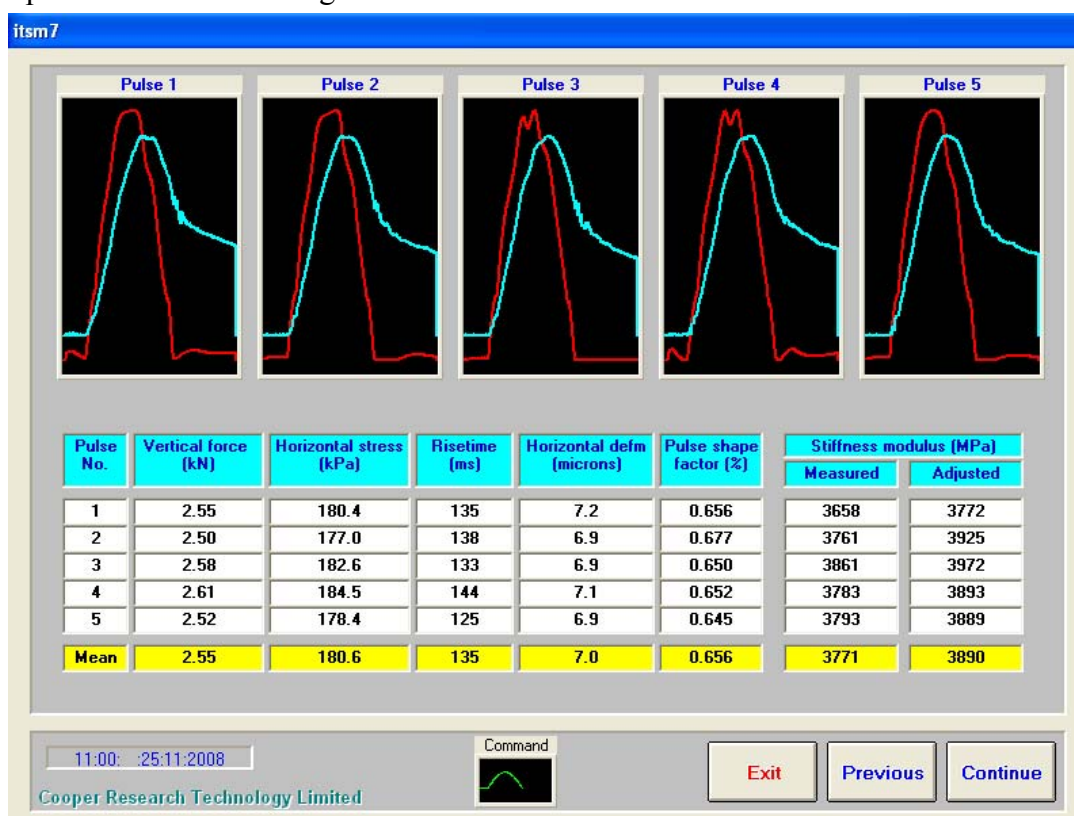 itsm7
Pulse 1 Pulse 2 Pulse 3 Pulse 4 Pulse 5
Pulse No. Vertical force (kN) Horizontal stress (kPa) Risetime (ms) Horizontal defm (microns) Pulse shape factor (%) Stiffness modulus (MPa)
Measured Adjusted
1 2.55 180.4 135 7.2 0.656 3658 3772
2 2.50 177.0 138 6.9 0.677 3761 3925
3 2.58 182.6 133 6.9 0.650 3861 3972
4 2.61 184.5 144 7.1 0.652 3783 3893
5 2.52 178.4 125 6.9 0.645 3793 3889
Mean 2.55 180.6 135 7.0 0.656 3771 3890
11:00: :25:11:2008
Command
Exit Previous Continue
Cooper Research Technology Limited